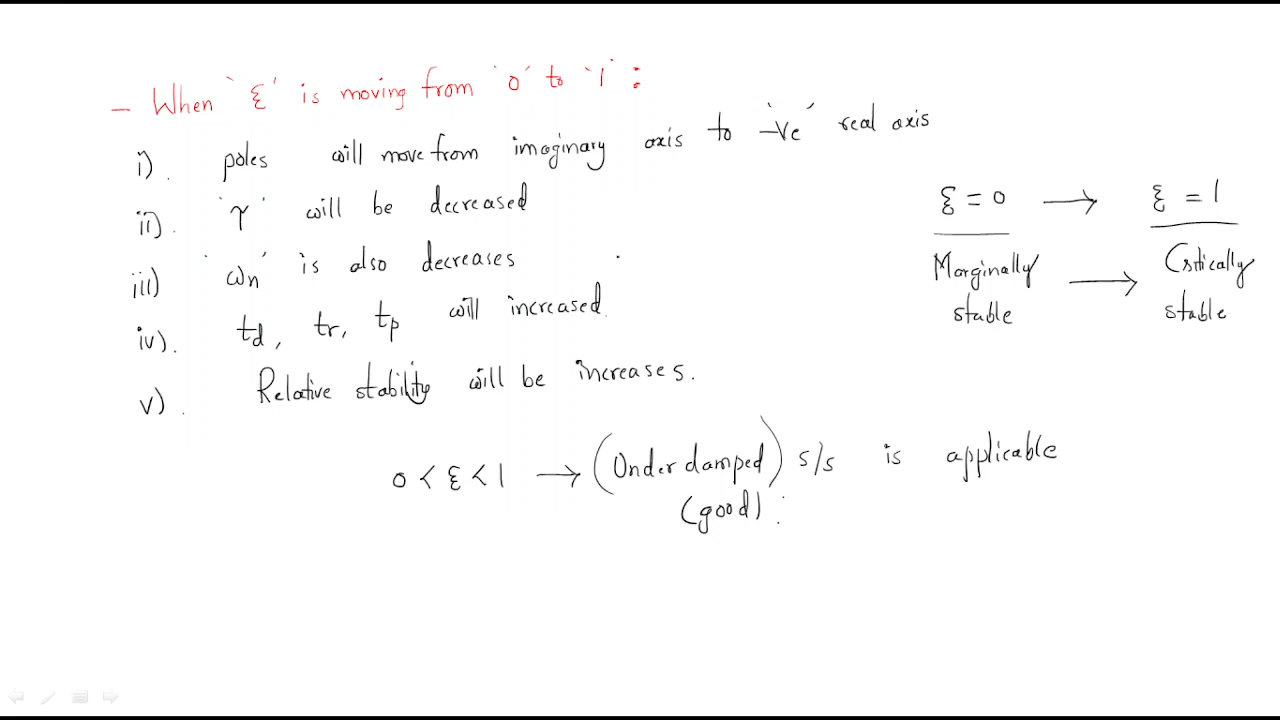 – When 'ξ' is moving from '0' to '1' :
i). poles will move from imaginary axis to '-ve' real axis
ii). 'τ' will be decreased
iii) 'ωn' is also decreases
iv). td, tr, tp will increased.
v). Relative stability will be increases.
0 < ξ < 1 → (Under damped) s/s is applicable
(good) :
ξ = 0 → ξ = 1
Marginally stable → Critically stable